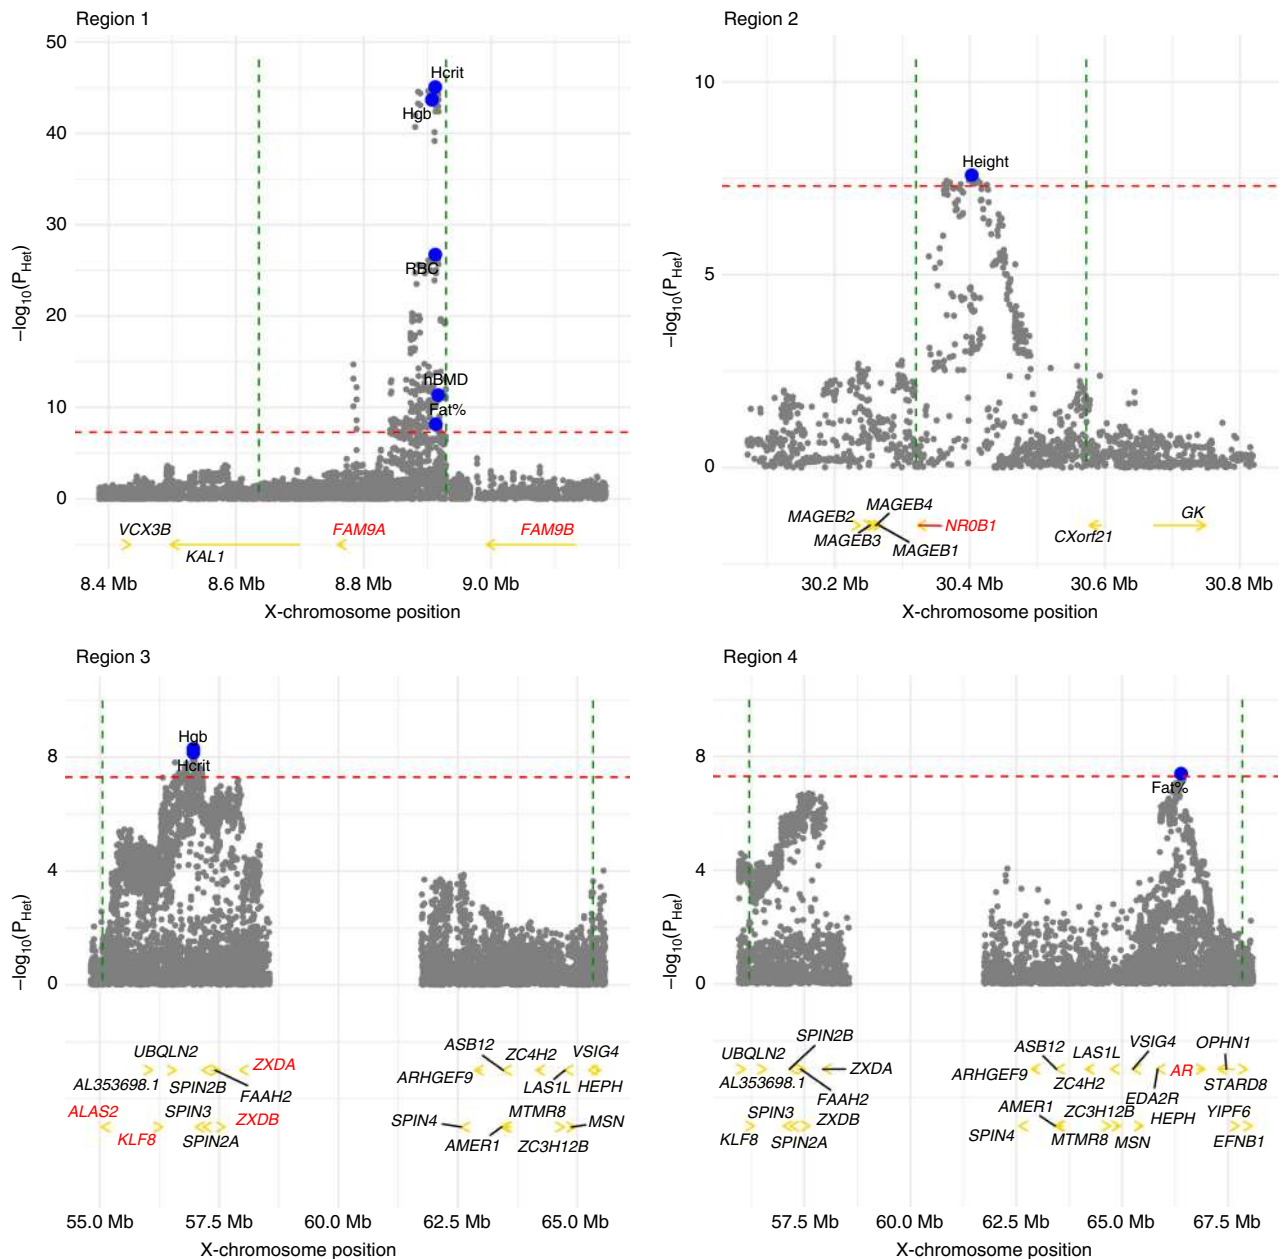 Region 1
50
40
30
20
10
0
−log10(PHet)
Hcrit
Hgb
RBC
hBMD
Fat%
VCX3B
KAL1
FAM9A
FAM9B
8.4 Mb 8.6 Mb 8.8 Mb 9.0 Mb
X-chromosome position
Region 2
10
5
0
−log10(PHet)
Height
MAGEB2
MAGEB3
MAGEB4
MAGEB1
NR0B1
CXorf21
GK
30.2 Mb 30.4 Mb 30.6 Mb 30.8 Mb
X-chromosome position
Region 3
8
4
0
−log10(PHet)
Hgb
Hcrit
UBQLN2
AL353698.1
SPIN2B
ZXDA
FAAH2
ALAS2
KLF8
SPIN3
SPIN2A
ZXDB
ASB12
ARHGEF9
ZC4H2
VSIG4
LAS1L
HEPH
SPIN4
MTMR8
AMER1
ZC3H12B
MSN
55.0 Mb 57.5 Mb 60.0 Mb 62.5 Mb 65.0 Mb
X-chromosome position
Region 4
8
4
0
−log10(PHet)
Fat%
SPIN2B
UBQLN2
AL353698.1
ZXDA
FAAH2
SPIN3
ZXDB
KLF8
SPIN2A
ASB12
LAS1L
VSIG4
OPHN1
ARHGEF9
ZC4H2
AR
STARD8
EDA2R
AMER1
ZC3H12B
HEPH
YIPF6
SPIN4
MTMR8
MSN
EFNB1
57.5 Mb 60.0 Mb 62.5 Mb 65.0 Mb 67.5 Mb
X-chromosome position